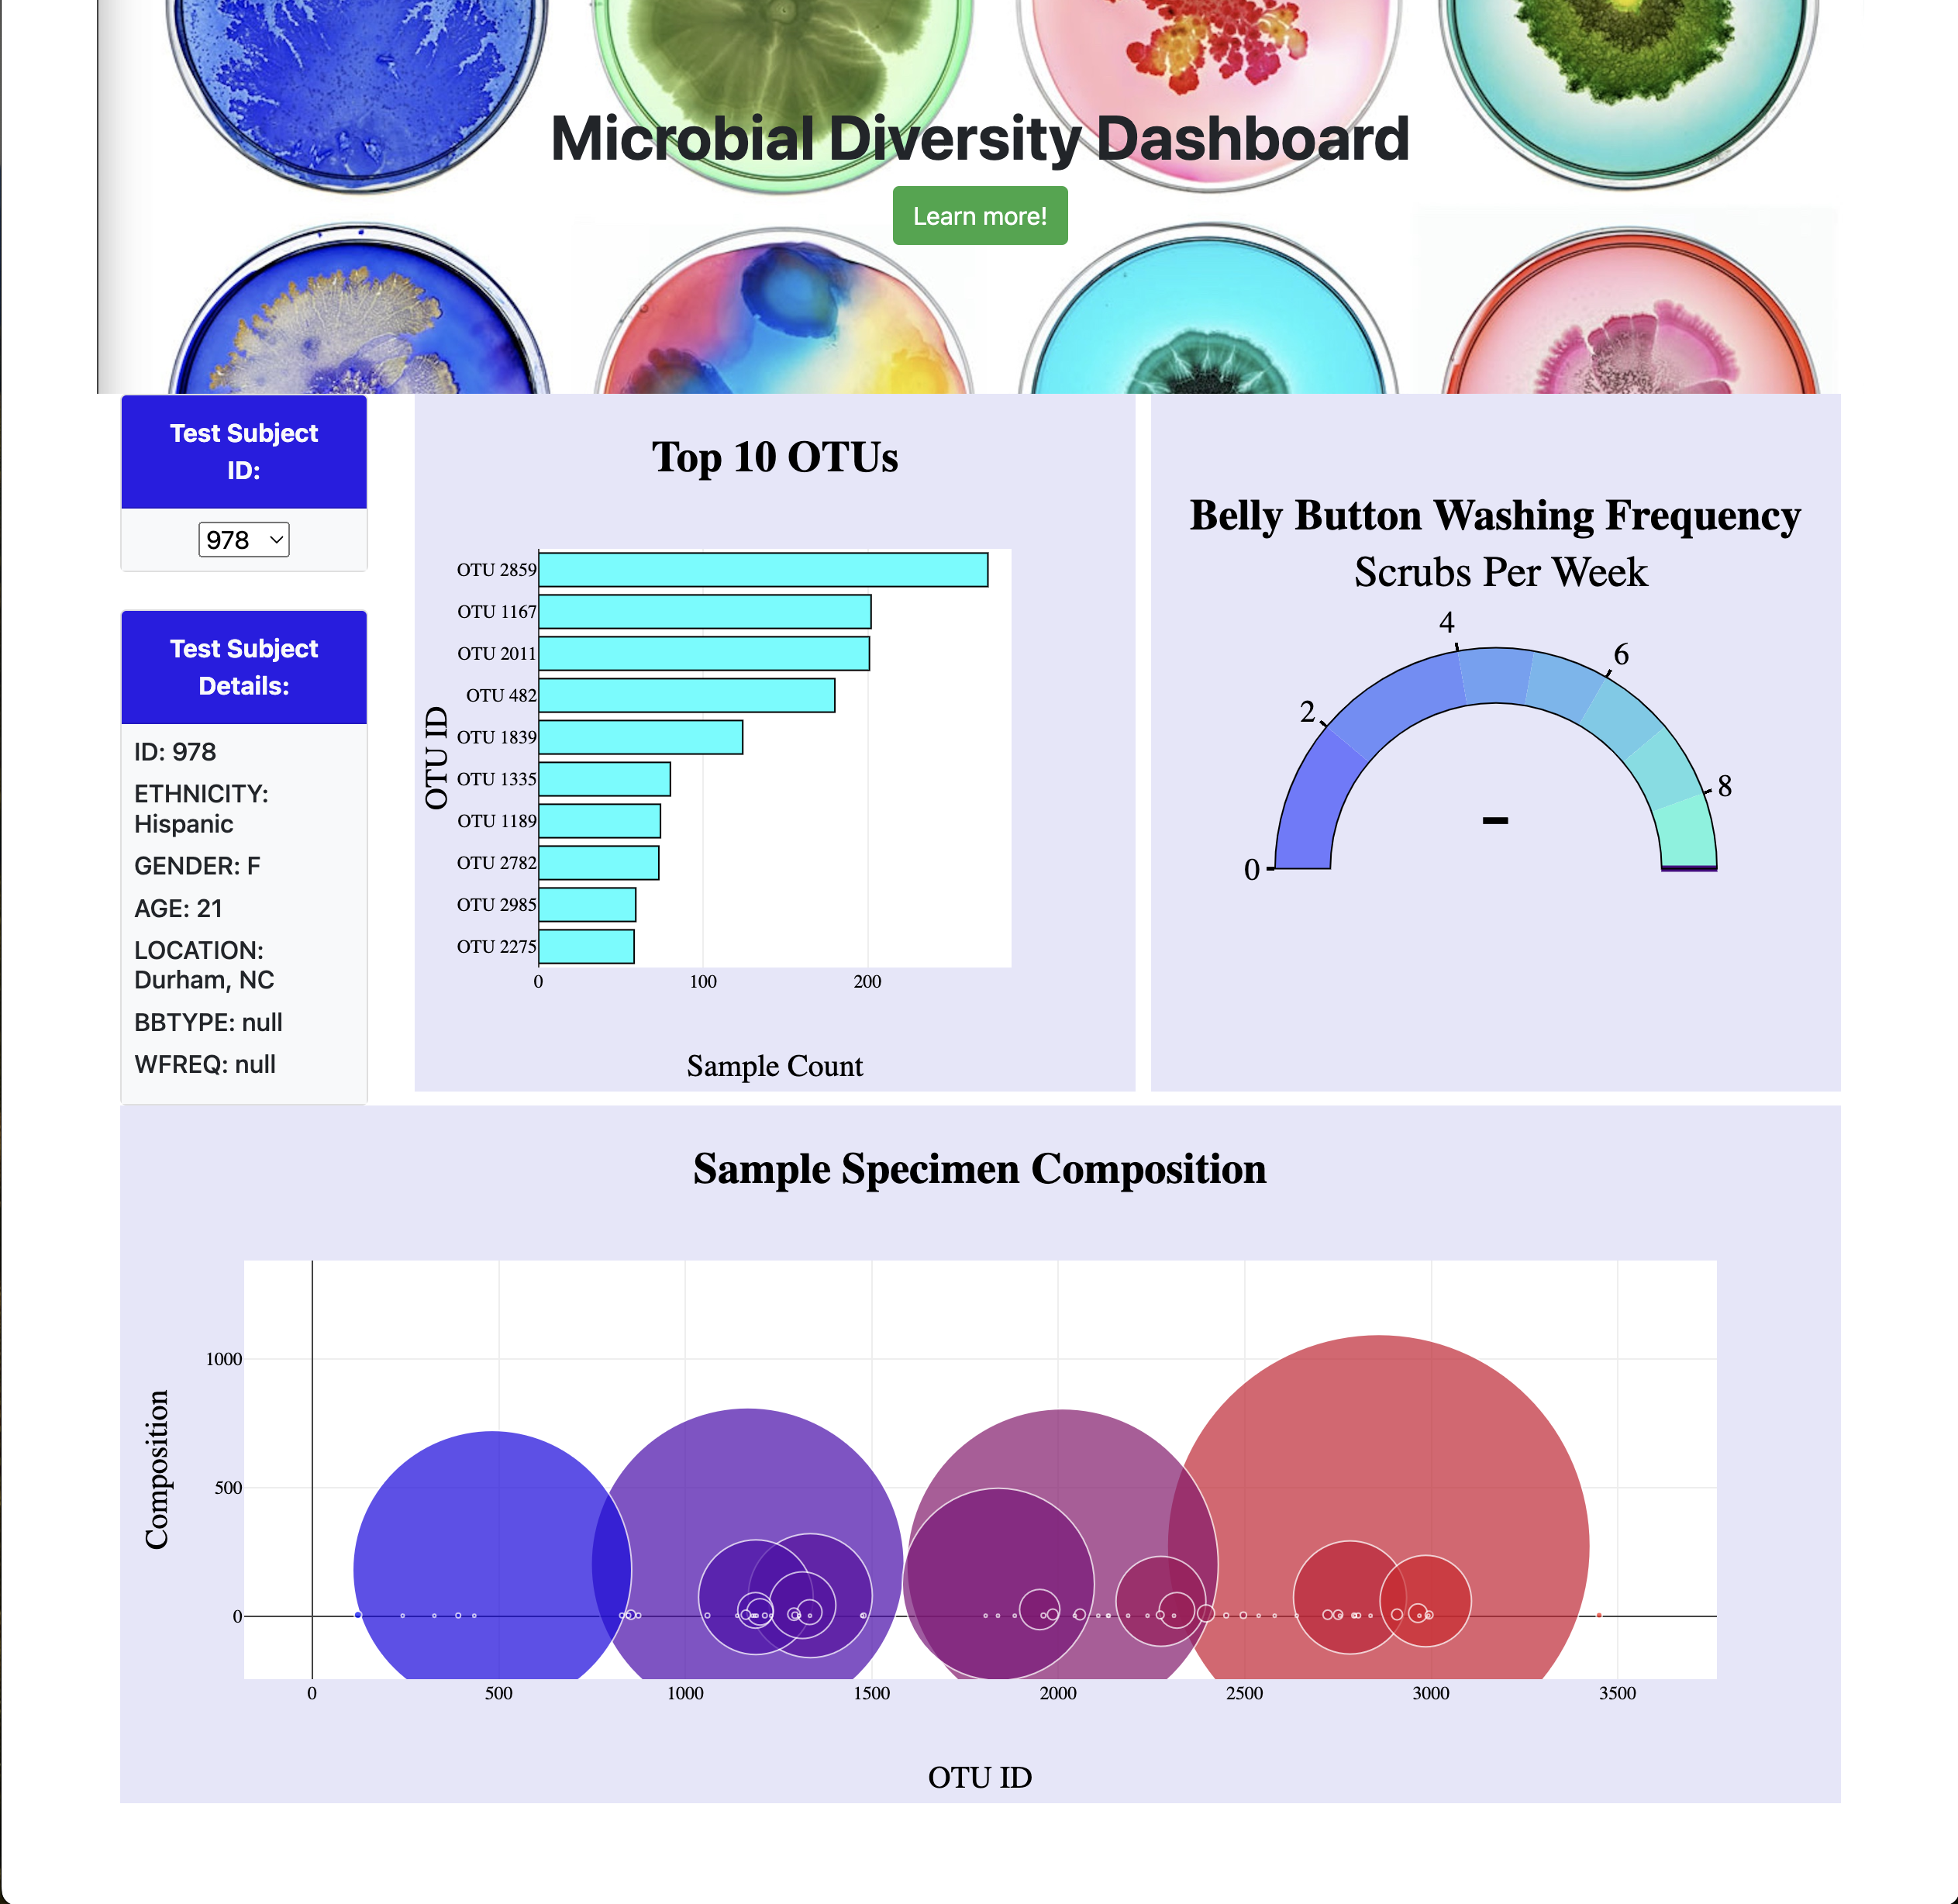 Microbial Diversity Dashboard
Learn more!
Test Subject
ID:
978
Test Subject
Details:
ID: 978
ETHNICITY:
Hispanic
GENDER: F
AGE: 21
LOCATION:
Durham, NC
BBTYPE: null
WFREQ: null
Top 10 OTUs
OTU ID
OTU 2859
OTU 1167
OTU 2011
OTU 482
OTU 1839
OTU 1335
OTU 1189
OTU 2782
OTU 2985
OTU 2275
0 100 200
Sample Count
Belly Button Washing Frequency
Scrubs Per Week
0
2
4
6
8
–
Sample Specimen Composition
Composition
1000
500
0
0 500 1000 1500 2000 2500 3000 3500
OTU ID